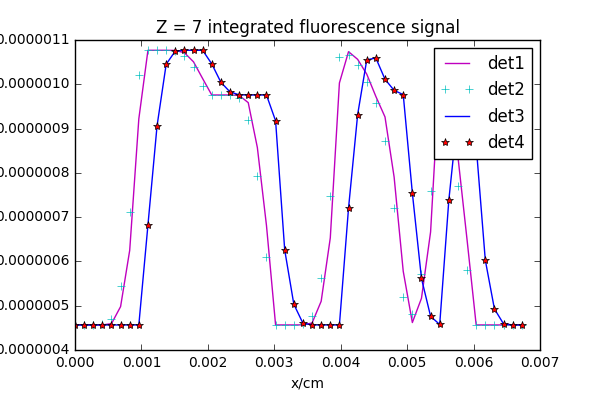 Z = 7 integrated fluorescence signal
0.0000011
0.0000010
0.0000009
0.0000008
0.0000007
0.0000006
0.0000005
0.0000004
det1
det2
det3
det4
0.000 0.001 0.002 0.003 0.004 0.005 0.006 0.007
x/cm